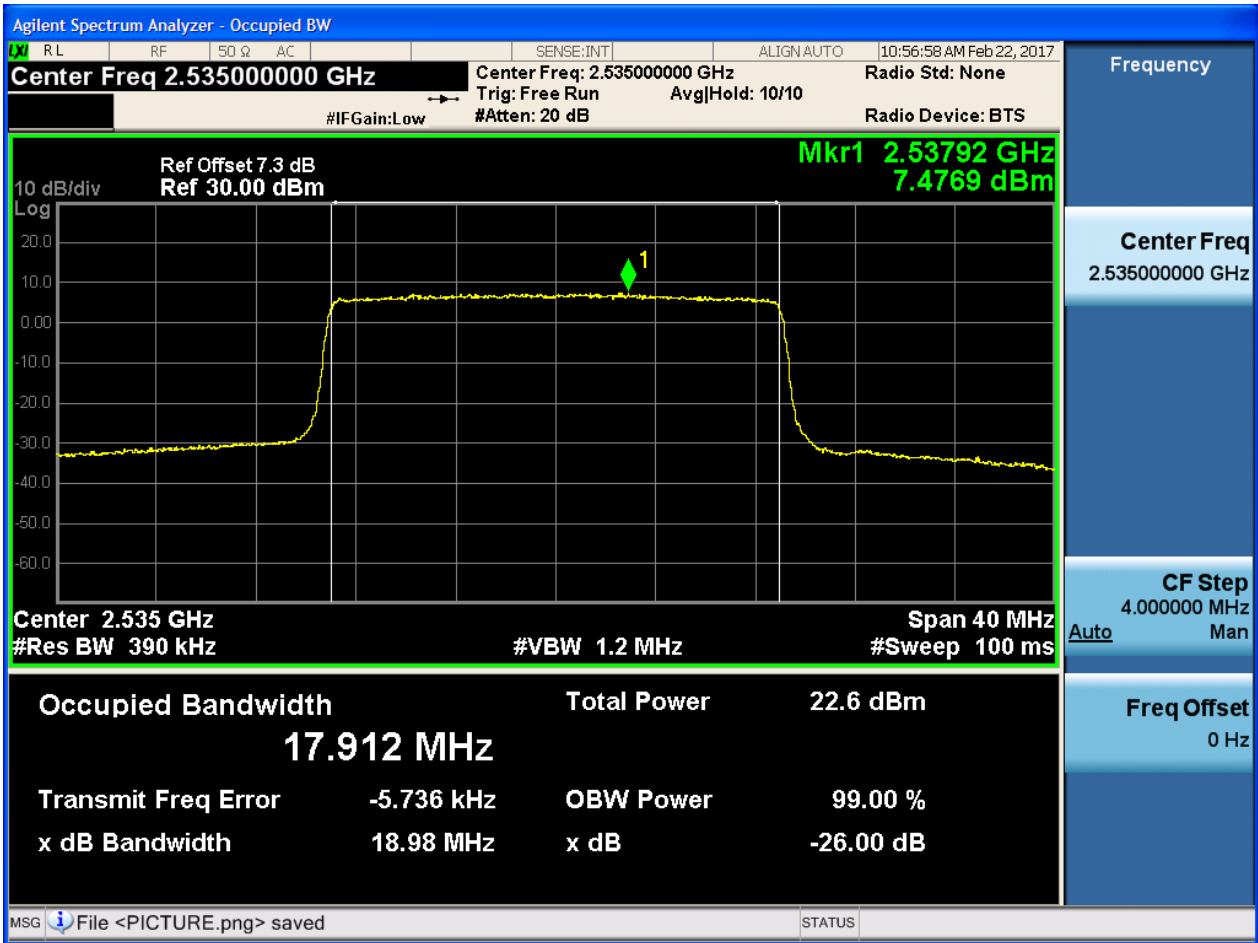 Agilent Spectrum Analyzer - Occupied BW
LXI RL RF 50 Ω AC SENSE:INT ALIGN AUTO 10:56:58 AM Feb 22, 2017
Center Freq 2.535000000 GHz
Center Freq: 2.535000000 GHz Radio Std: None
Trig: Free Run Avg|Hold: 10/10
#IFGain:Low #Atten: 20 dB Radio Device: BTS
Frequency
Mkr1 2.53792 GHz
7.4769 dBm
Ref Offset 7.3 dB
10 dB/div Ref 30.00 dBm
Log
20.0
10.0
0.00
-10.0
-20.0
-30.0
-40.0
-50.0
-60.0
1
Center 2.535 GHz Span 40 MHz
#Res BW 390 kHz #VBW 1.2 MHz #Sweep 100 ms
Occupied Bandwidth Total Power 22.6 dBm
17.912 MHz
Transmit Freq Error -5.736 kHz OBW Power 99.00 %
x dB Bandwidth 18.98 MHz x dB -26.00 dB
Center Freq
2.535000000 GHz
CF Step
4.000000 MHz
Auto Man
Freq Offset
0 Hz
MSG File <PICTURE.png> saved STATUS